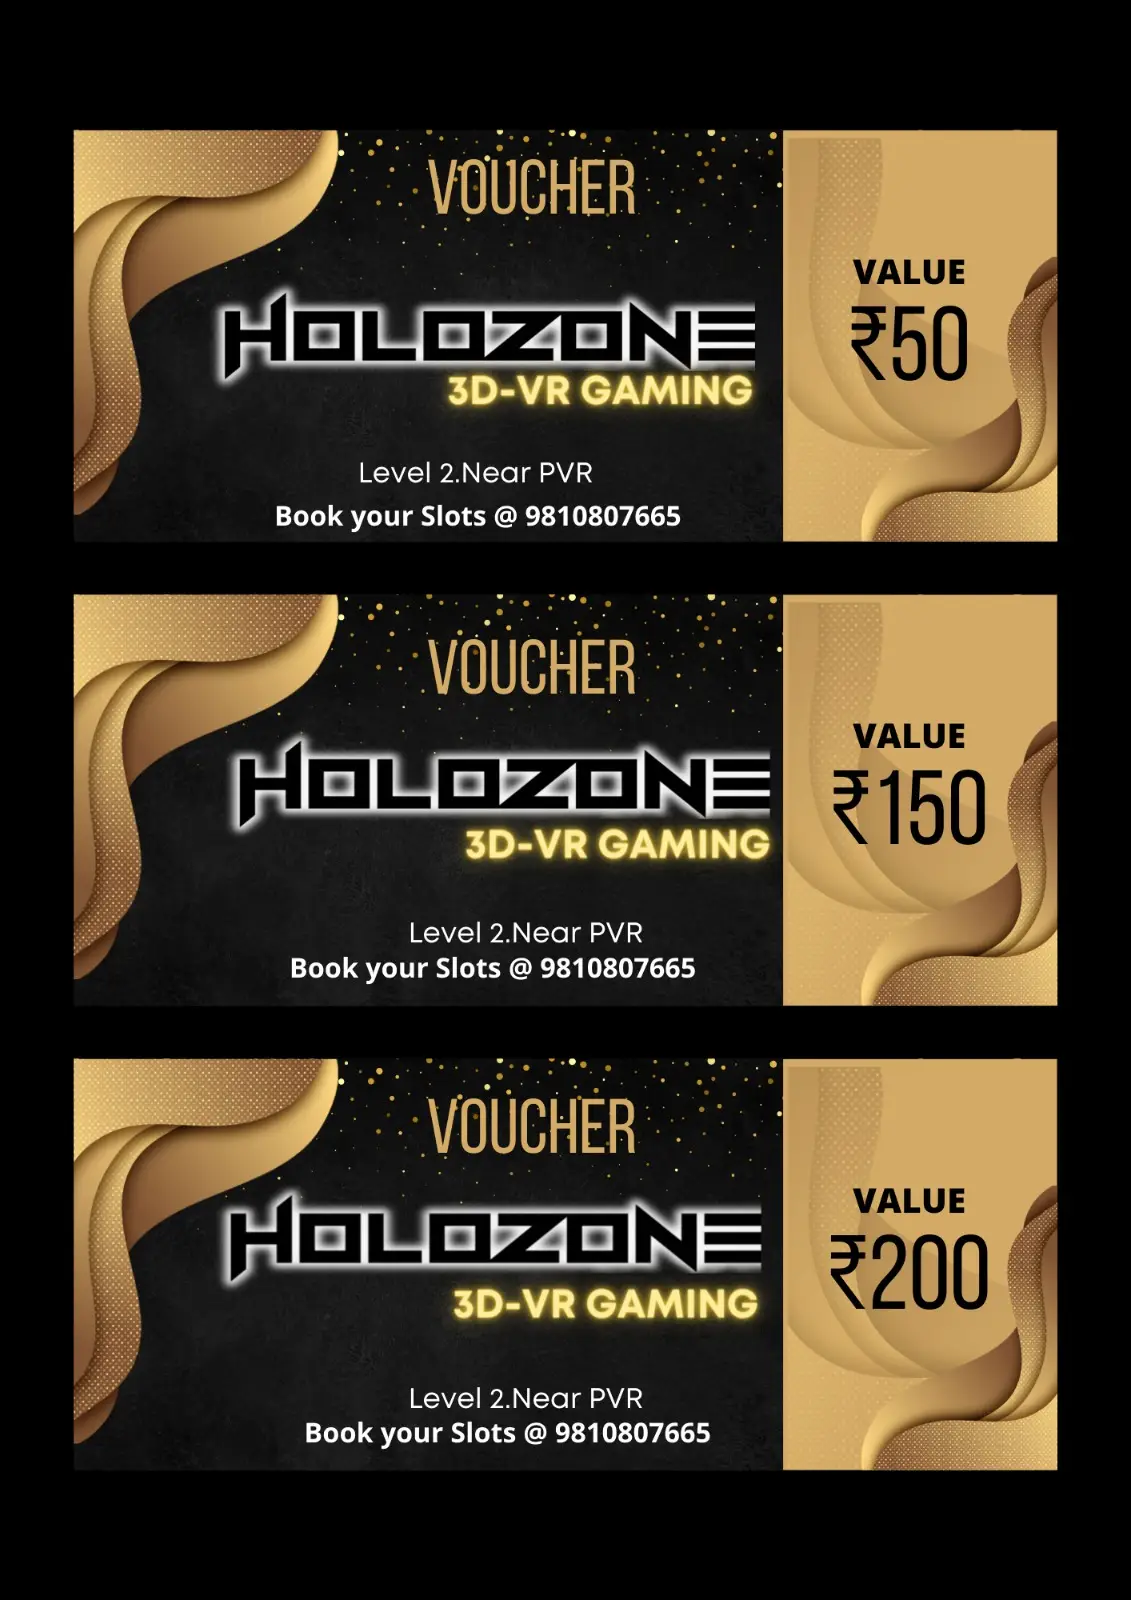 VOUCHER
HOLOZONE
3D-VR GAMING
Level 2.Near PVR
Book your Slots @ 9810807665
VALUE
₹50
VOUCHER
HOLOZONE
3D-VR GAMING
Level 2.Near PVR
Book your Slots @ 9810807665
VALUE
₹150
VOUCHER
HOLOZONE
3D-VR GAMING
Level 2.Near PVR
Book your Slots @ 9810807665
VALUE
₹200